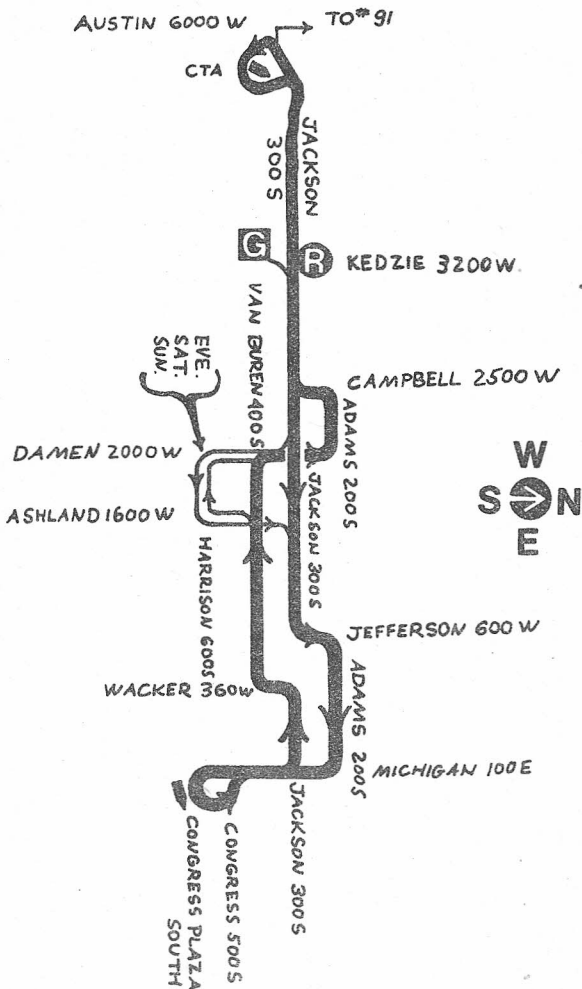 AUSTIN 6000 W
TO #91
CTA
JACKSON
300 S
G
R
KEDZIE 3200 W.
VAN BUREN 400 S
EVE.
SAT.
SUN.
CAMPBELL 2500 W
ADAMS 200 S
DAMEN 2000 W
JACKSON 300 S
ASHLAND 1600 W
HARRISON 600 S
W
S
N
E
JEFFERSON 600 W
WACKER 360 W
ADAMS 200 S
MICHIGAN 100 E
JACKSON 300 S
CONGRESS 500 S
CONGRESS PLAZA
SOUTH